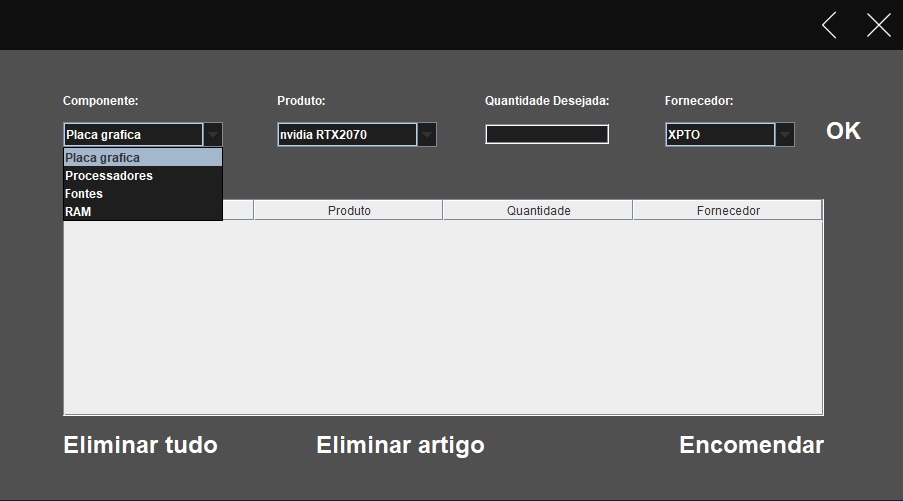 Componente:
Produto:
Quantidade Desejada:
Fornecedor:
Placa grafica
nvidia RTX2070
XPTO
OK
Placa grafica
Processadores
Fontes
RAM
Produto
Quantidade
Fornecedor
Eliminar tudo
Eliminar artigo
Encomendar